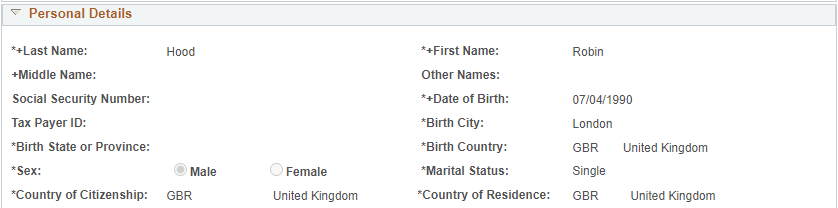 Personal Details
*+Last Name: Hood *+First Name: Robin
+Middle Name: Other Names:
Social Security Number: *+Date of Birth: 07/04/1990
Tax Payer ID: *Birth City: London
*Birth State or Province: *Birth Country: GBR United Kingdom
*Sex: Male Female *Marital Status: Single
*Country of Citizenship: GBR United Kingdom *Country of Residence: GBR United Kingdom